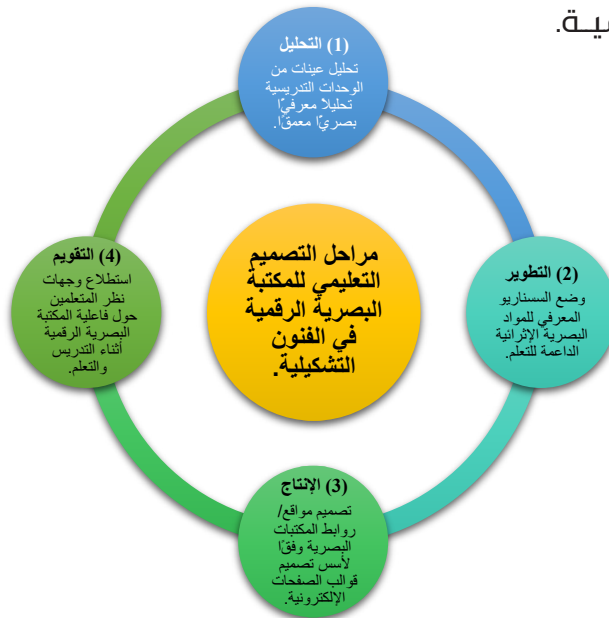 (1) التحليل
تحليل عينات من
الوحدات التدريسية
تحليلًا معرفيًا
بصريًا معمقًا.
(2) التطوير
وضع السسناريو
المعرفي للمواد
البصرية الإثرائية
الداعمة للتعلم.
(3) الإنتاج
تصميم مواقع/
روابط المكتبات
البصرية وفقًا
لأسس تصميم
قوالب الصفحات
الإلكترونية.
(4) التقويم
استطلاع وجهات
نظر المتعلمين
حول فاعلية المكتبة
البصرية الرقمية
أثناء التدريس
والتعلم.
مراحل التصميم
التعليمي للمكتبة
البصرية الرقمية
في الفنون
التشكيلية.